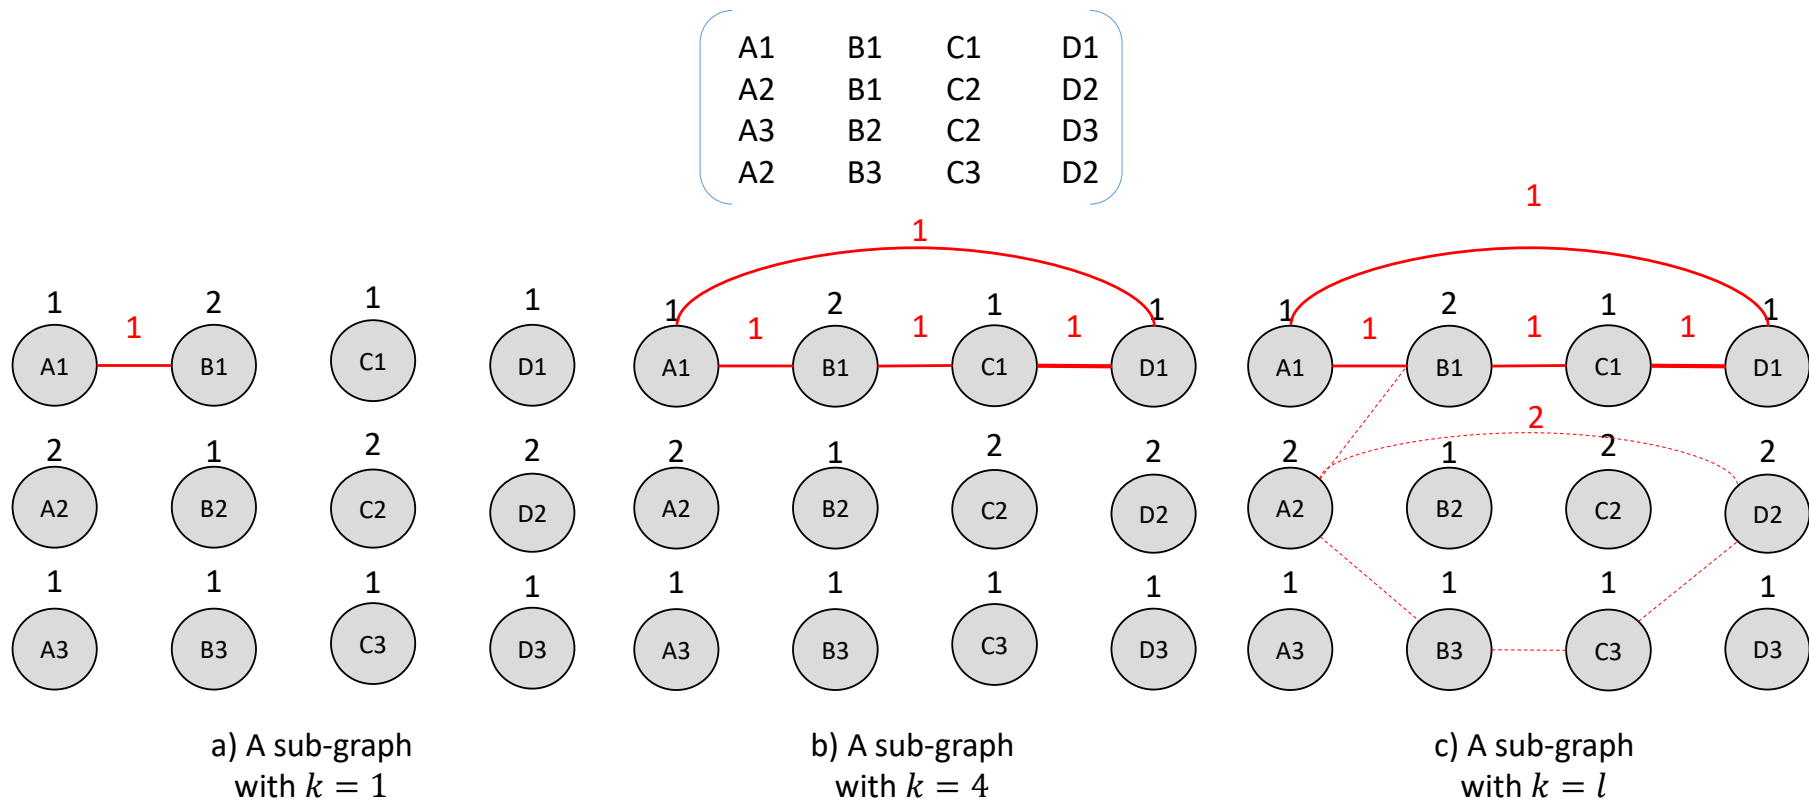 A1 B1 C1 D1
A2 B1 C2 D2
A3 B2 C2 D3
A2 B3 C3 D2
1
1 1
1 2 1 1 1 2 1 1 1 2 1 1
1 1 1 1 1 1 1
A1 B1 C1 D1 A1 B1 C1 D1 A1 B1 C1 D1
2
2 1 2 2 2 1 2 2 2 1 2 2
A2 B2 C2 D2 A2 B2 C2 D2 A2 B2 C2 D2
1 1 1 1 1 1 1 1 1 1 1 1
A3 B3 C3 D3 A3 B3 C3 D3 A3 B3 C3 D3
a) A sub-graph
with k = 1
b) A sub-graph
with k = 4
c) A sub-graph
with k = l